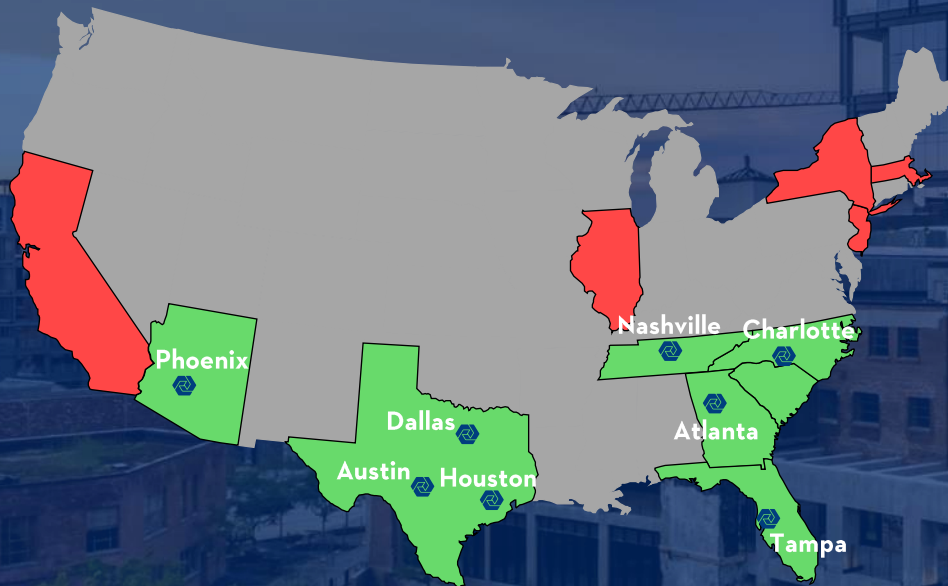 Nashville
Charlotte
Phoenix
Dallas
Atlanta
Austin
Houston
Tampa